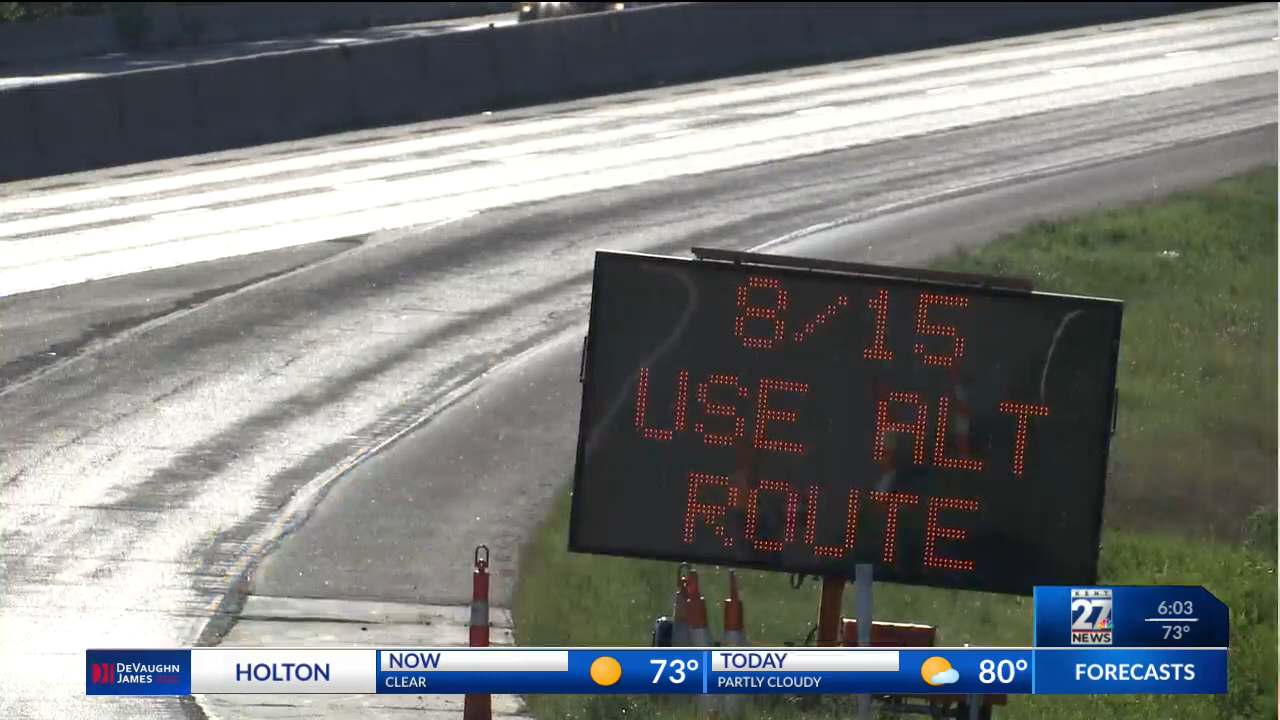 8/15
USE ALT
ROUTE
KSNT
27
NEWS
6:03
73°
DEVAUGHN
JAMES
HOLTON
NOW
CLEAR
73°
TODAY
PARTLY CLOUDY
80°
FORECASTS